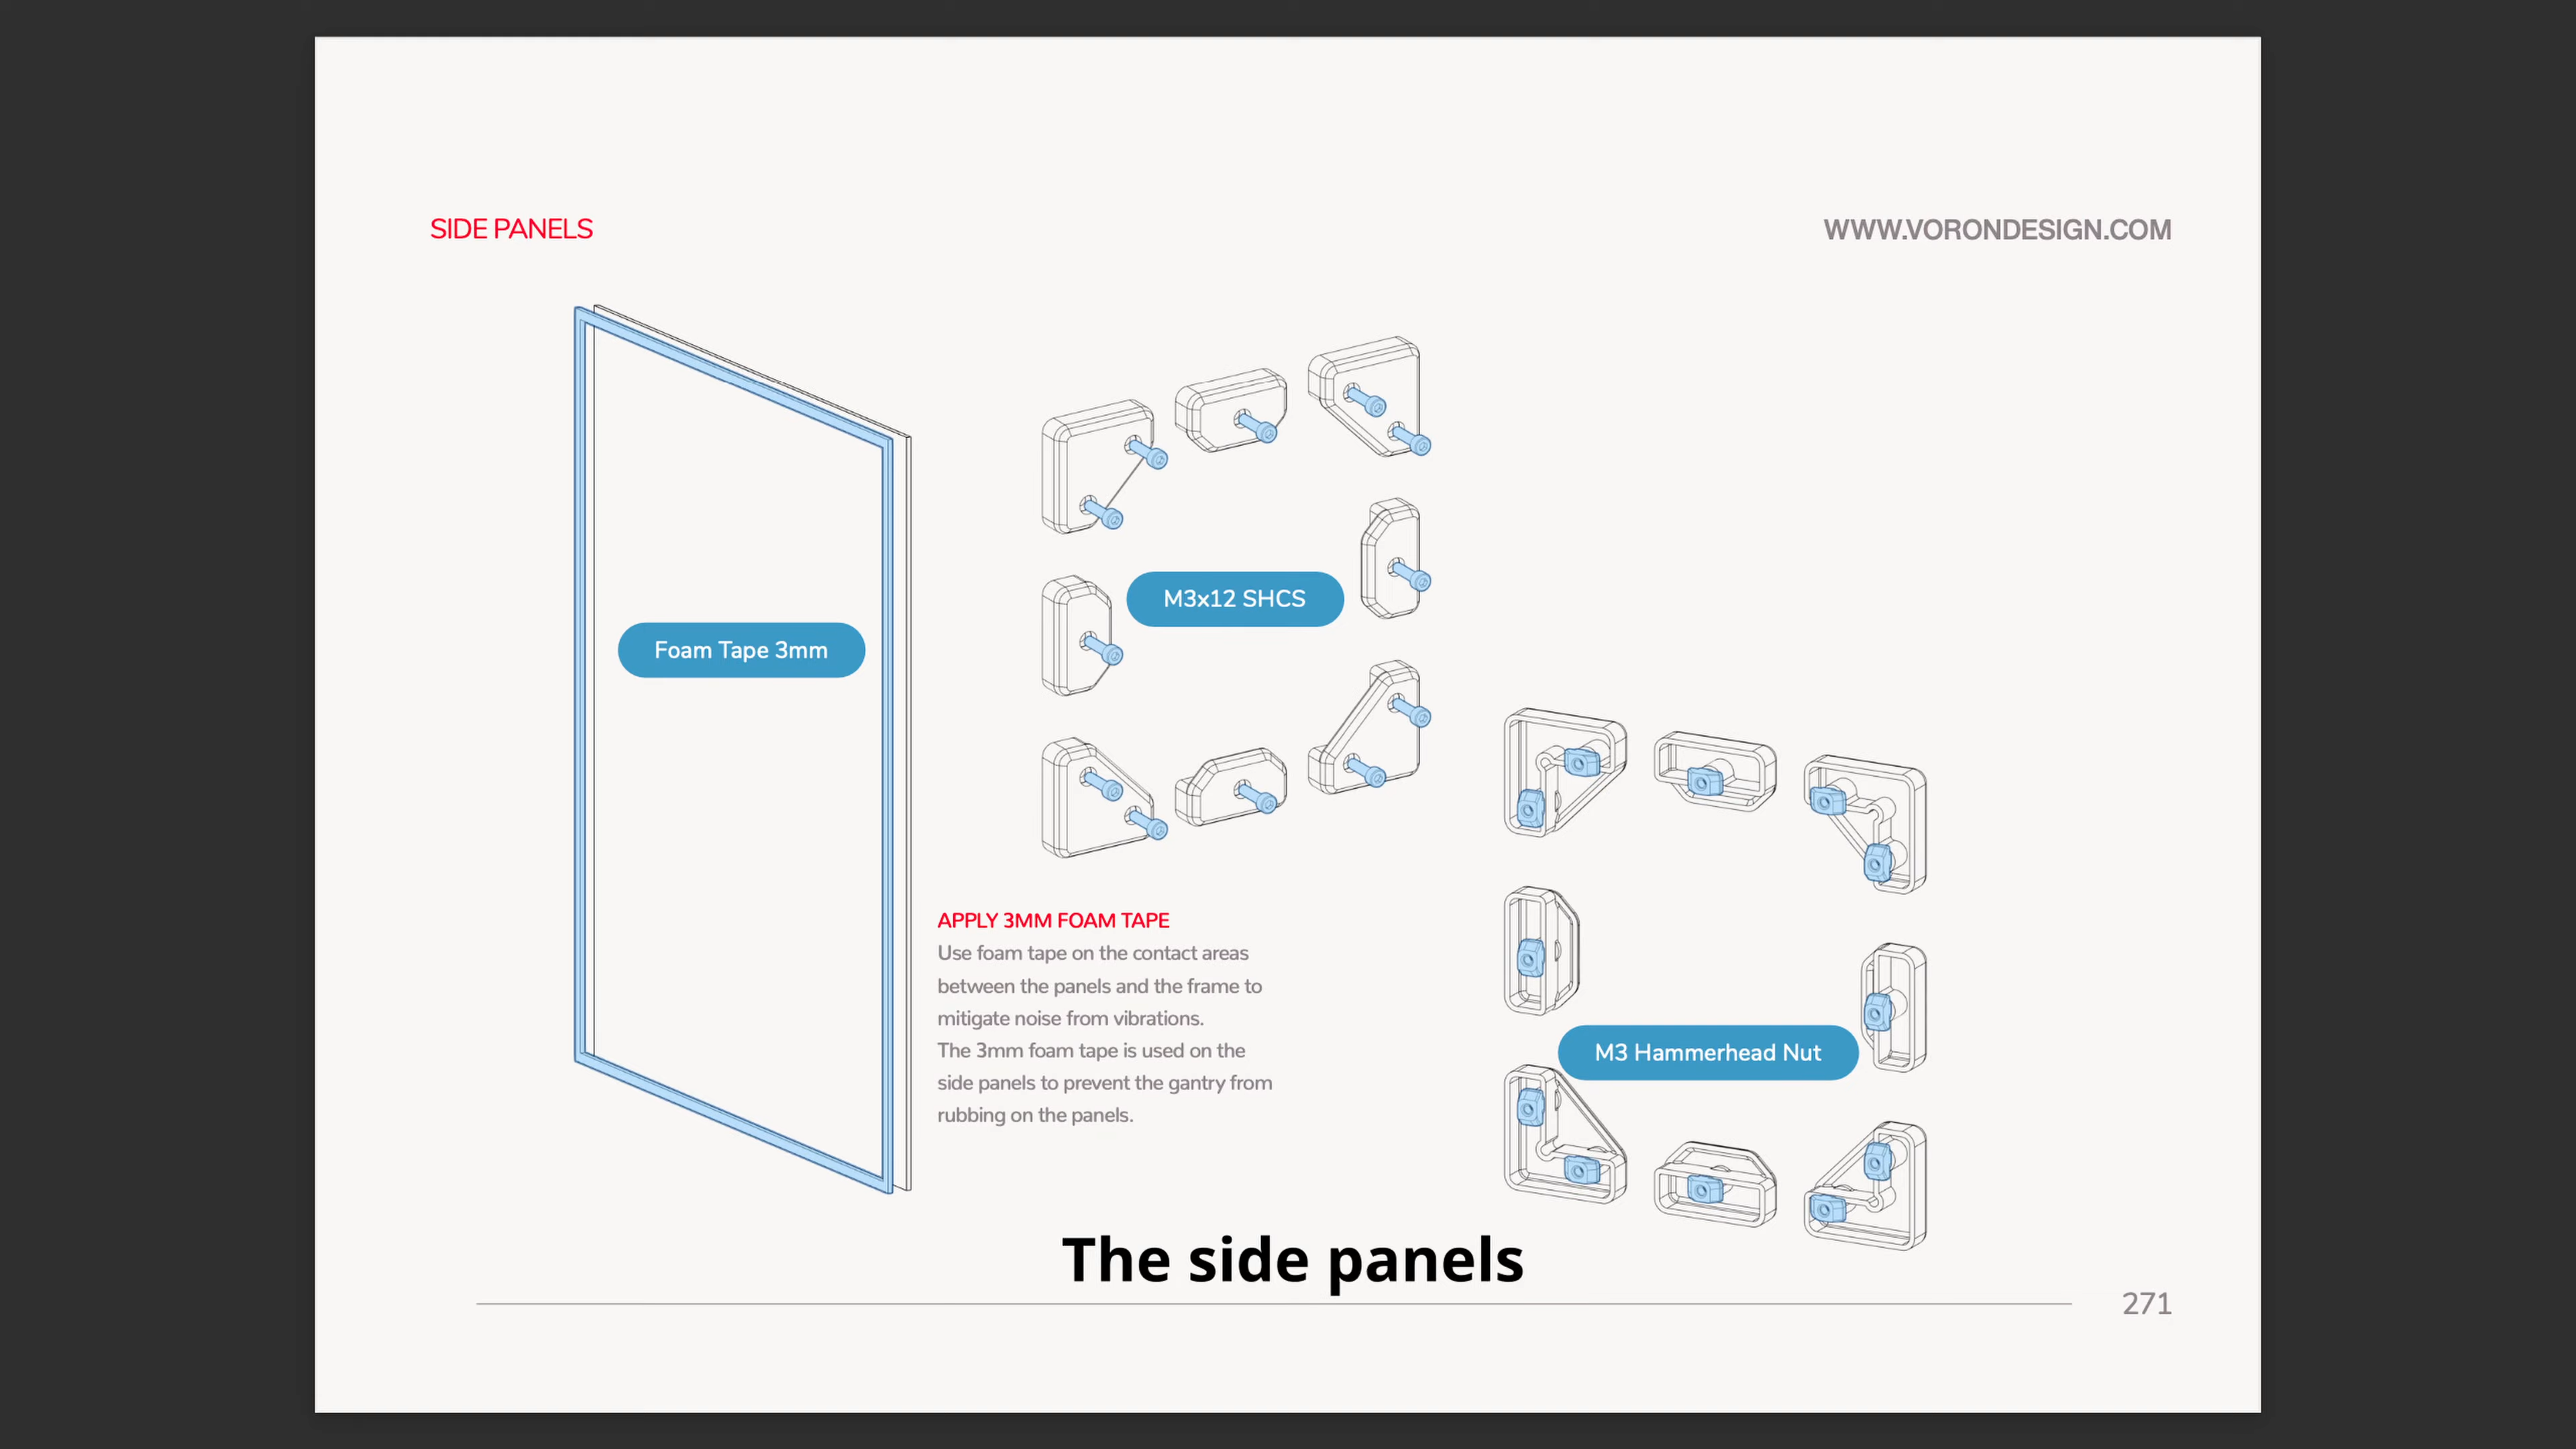 SIDE PANELS
WWW.VORONDESIGN.COM
M3x12 SHCS
Foam Tape 3mm
APPLY 3MM FOAM TAPE
Use foam tape on the contact areas
between the panels and the frame to
mitigate noise from vibrations.
The 3mm foam tape is used on the
side panels to prevent the gantry from
rubbing on the panels.
M3 Hammerhead Nut
The side panels
271